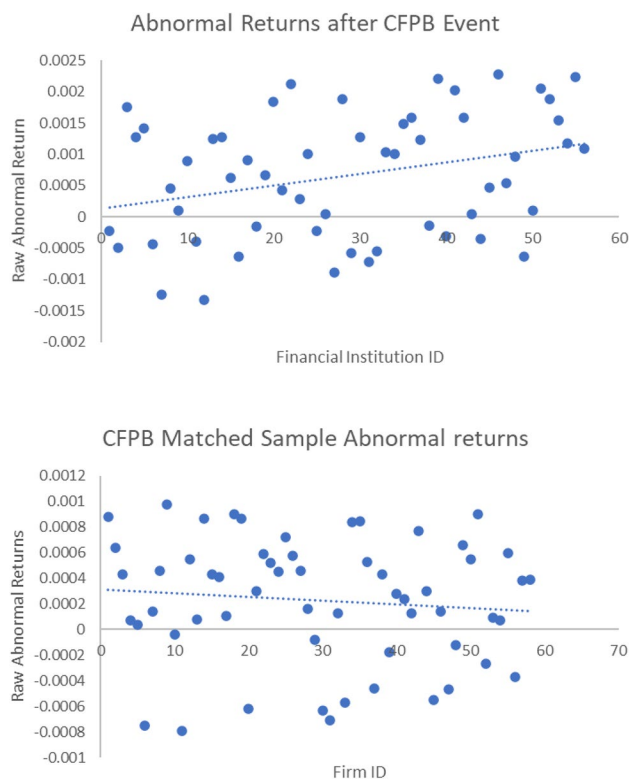 Abnormal Returns after CFPB Event
0.0025
0.002
0.0015
0.001
0.0005
0
-0.0005
-0.001
-0.0015
-0.002
0 10 20 30 40 50 60
Raw Abnormal Return
Financial Institution ID
CFPB Matched Sample Abnormal returns
0.0012
0.001
0.0008
0.0006
0.0004
0.0002
0
-0.0002
-0.0004
-0.0006
-0.0008
-0.001
0 10 20 30 40 50 60 70
Raw Abnormal Returns
Firm ID